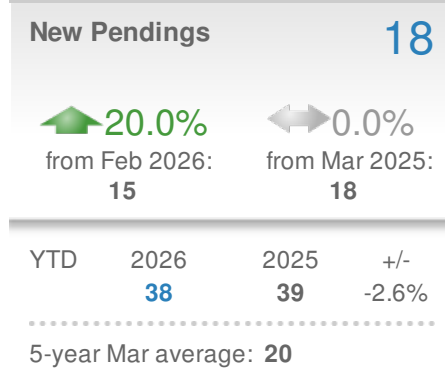 New Pendings 18
20.0% 0.0%
from Feb 2026: from Mar 2025:
15 18
YTD 2026 2025 +/-
38 39 -2.6%
5-year Mar average: 20